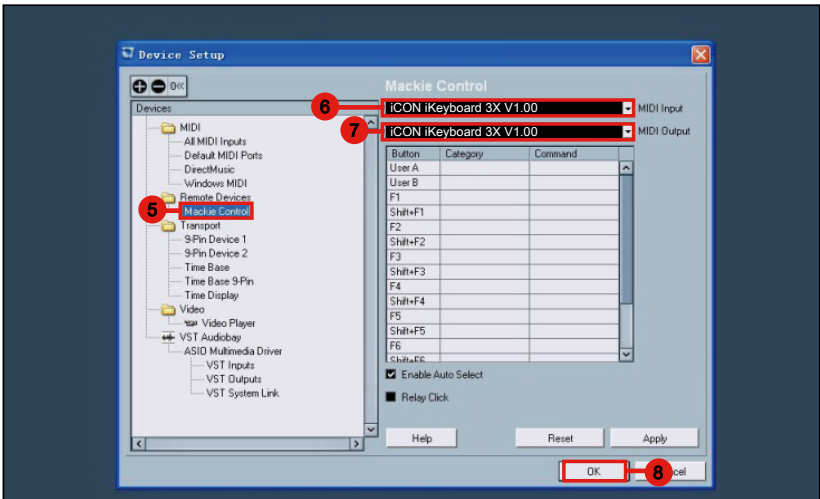 Device Setup
Devices
MIDI
All MIDI Inputs
Default MIDI Ports
DirectMusic
Windows MIDI
Remote Devices
5
Mackie Control
Transport
9-Pin Device 1
9-Pin Device 2
Time Base
Time Base 9-Pin
Time Display
Video
Video Player
VST Audiobay
ASIO Multimedia Driver
VST Inputs
VST Outputs
VST System Link
Mackie Control
6 iCON iKeyboard 3X V1.00 MIDI Input
7 iCON iKeyboard 3X V1.00 MIDI Output
Button Category Command
User A
User B
F1
Shift+F1
F2
Shift+F2
F3
Shift+F3
F4
Shift+F4
F5
Shift+F5
F6
Shift+F6
Enable Auto Select
Relay Click
Help Reset Apply
OK 8 cel